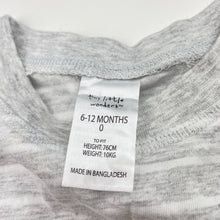 tiny little
wonders
6-12 MONTHS
0
TO FIT
HEIGHT: 76CM
WEIGHT: 10KG
MADE IN BANGLADESH